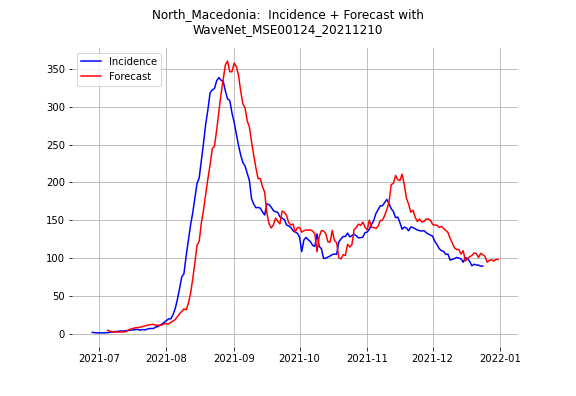 North_Macedonia:  Incidence + Forecast with
WaveNet_MSE00124_20211210
Incidence
Forecast
350
300
250
200
150
100
50
0
2021-07 2021-08 2021-09 2021-10 2021-11 2021-12 2022-01